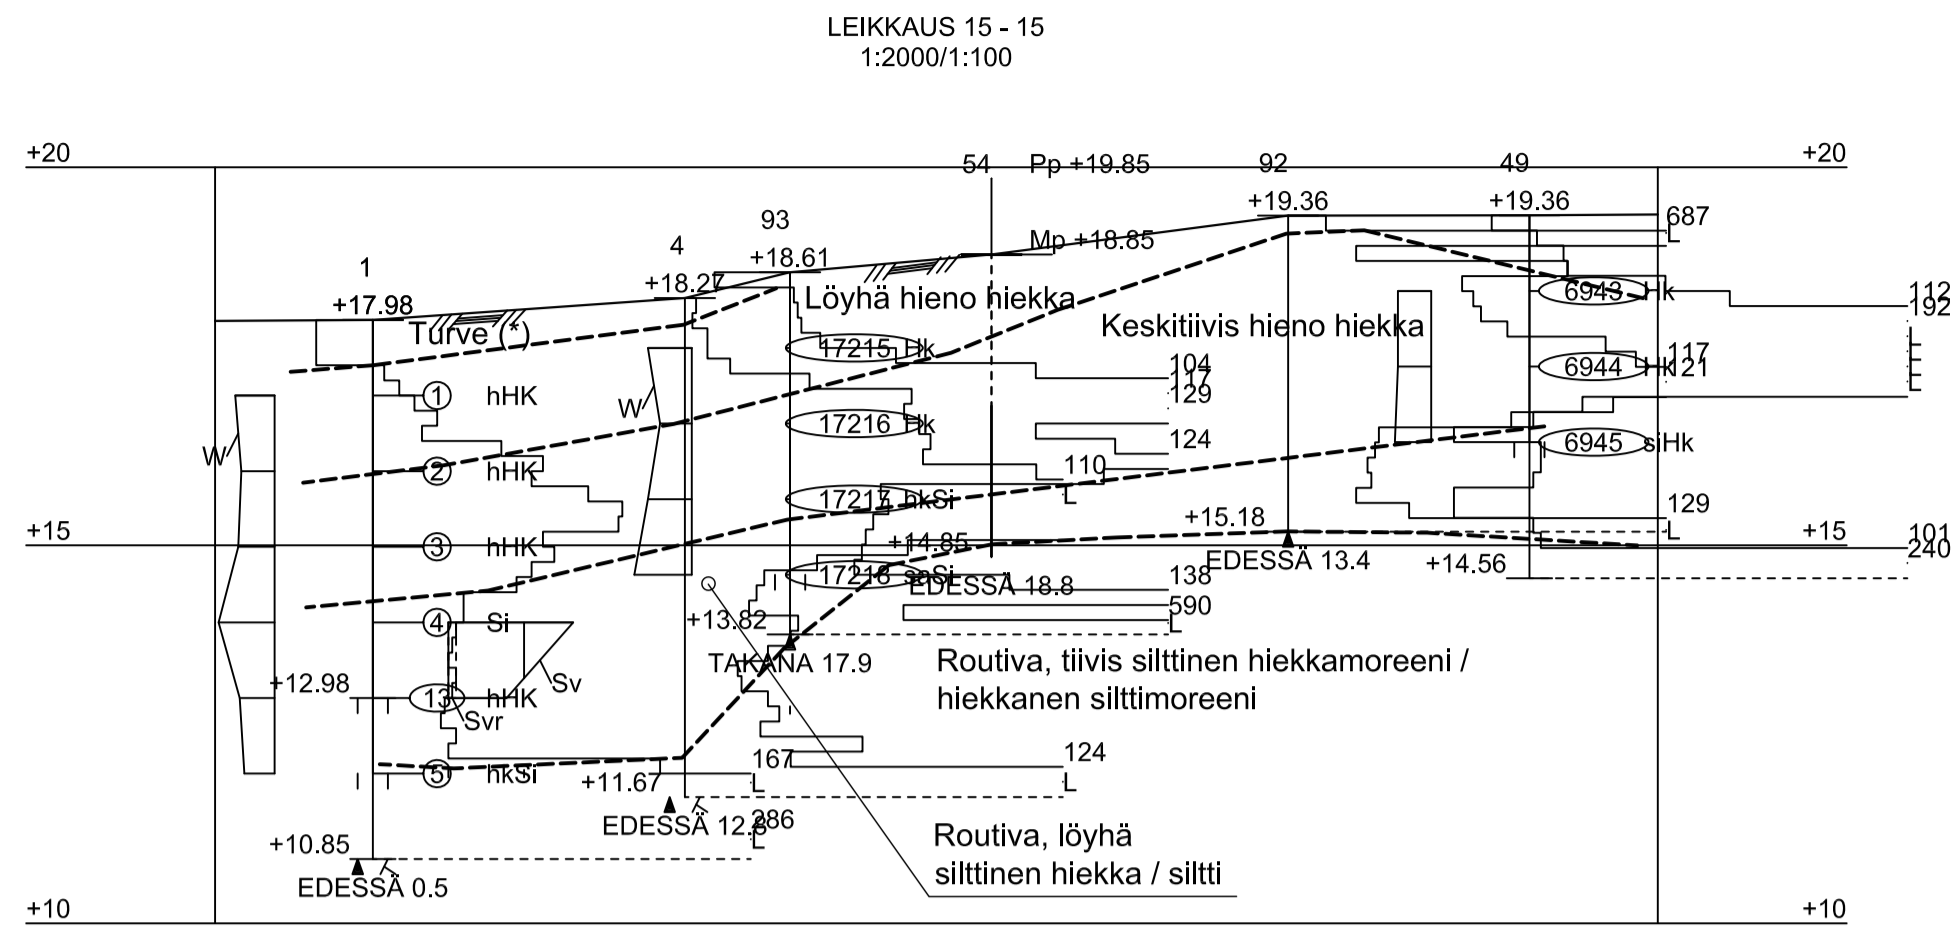 LEIKKAUS 15 - 15
1:2000/1:100
+20
54
Pp +19.85
92
49
+20
+19.36
+19.36
93
687
L
4
+18.61
Mp +18.85
1
+18.27
+17.98
Löyhä hieno hiekka
6943 Hk
112
192
Turve (*)
Keskitiivis hieno hiekka
17215 Hk
104
117
129
6944 Hk
117
121
L
L
E
E
L
1 hHK
W
17216 Hk
124
6945 siHk
W
2 hHK
110
L
17217 hkSi
129
L
+15
+15.18
+15
3 hHK
+14.85
101
240
EDESSÄ 13.4
+14.56
17218 saSi
EDESSÄ 18.8
138
590
L
4 Si
+13.82
TAKANA 17.9
Routiva, tiivis silttinen hiekkamoreeni /
hiekkanen silttimoreeni
+12.98
13 hHK
Sv
Svr
167
L
124
L
5 hkSi
+11.67
EDESSÄ 12.8
286
L
Routiva, löyhä
silttinen hiekka / siltti
+10.85
EDESSÄ 0.5
+10
+10